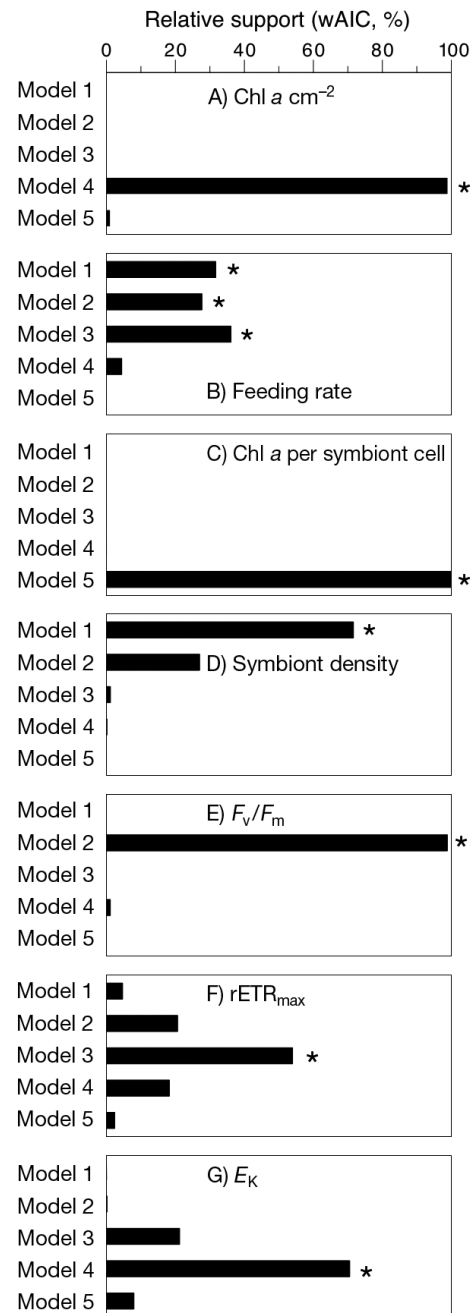 Relative support (wAIC, %)
0 20 40 60 80 100
Model 1
A) Chl a cm⁻²
Model 2
Model 3
Model 4 *
Model 5
Model 1 *
Model 2 *
Model 3 *
Model 4
B) Feeding rate
Model 5
Model 1
C) Chl a per symbiont cell
Model 2
Model 3
Model 4
Model 5 *
Model 1 *
Model 2
D) Symbiont density
Model 3
Model 4
Model 5
Model 1
E) Fv/Fm
Model 2 *
Model 3
Model 4
Model 5
Model 1
F) rETRmax
Model 2
Model 3 *
Model 4
Model 5
Model 1
G) EK
Model 2
Model 3
Model 4 *
Model 5